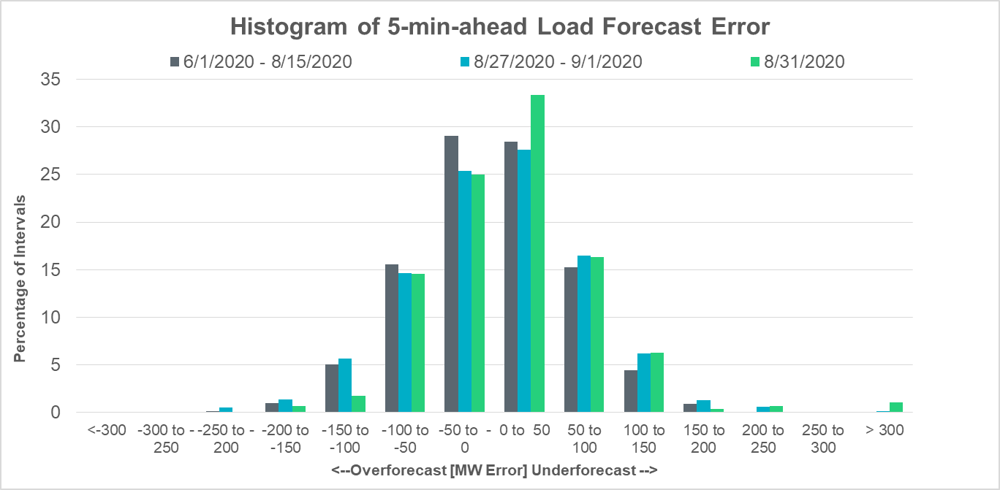 Histogram of 5-min-ahead Load Forecast Error
6/1/2020 - 8/15/2020 8/27/2020 - 9/1/2020 8/31/2020
35
30
25
20
15
10
5
0
Percentage of Intervals
<-300 -300 to - -250 to - -200 to -150 to -100 to -50 to - 0 to 50 50 to 100 to 150 to 200 to 250 to > 300
250 200 -150 -100 -50 0 100 150 200 250 300
<--Overforecast [MW Error] Underforecast -->